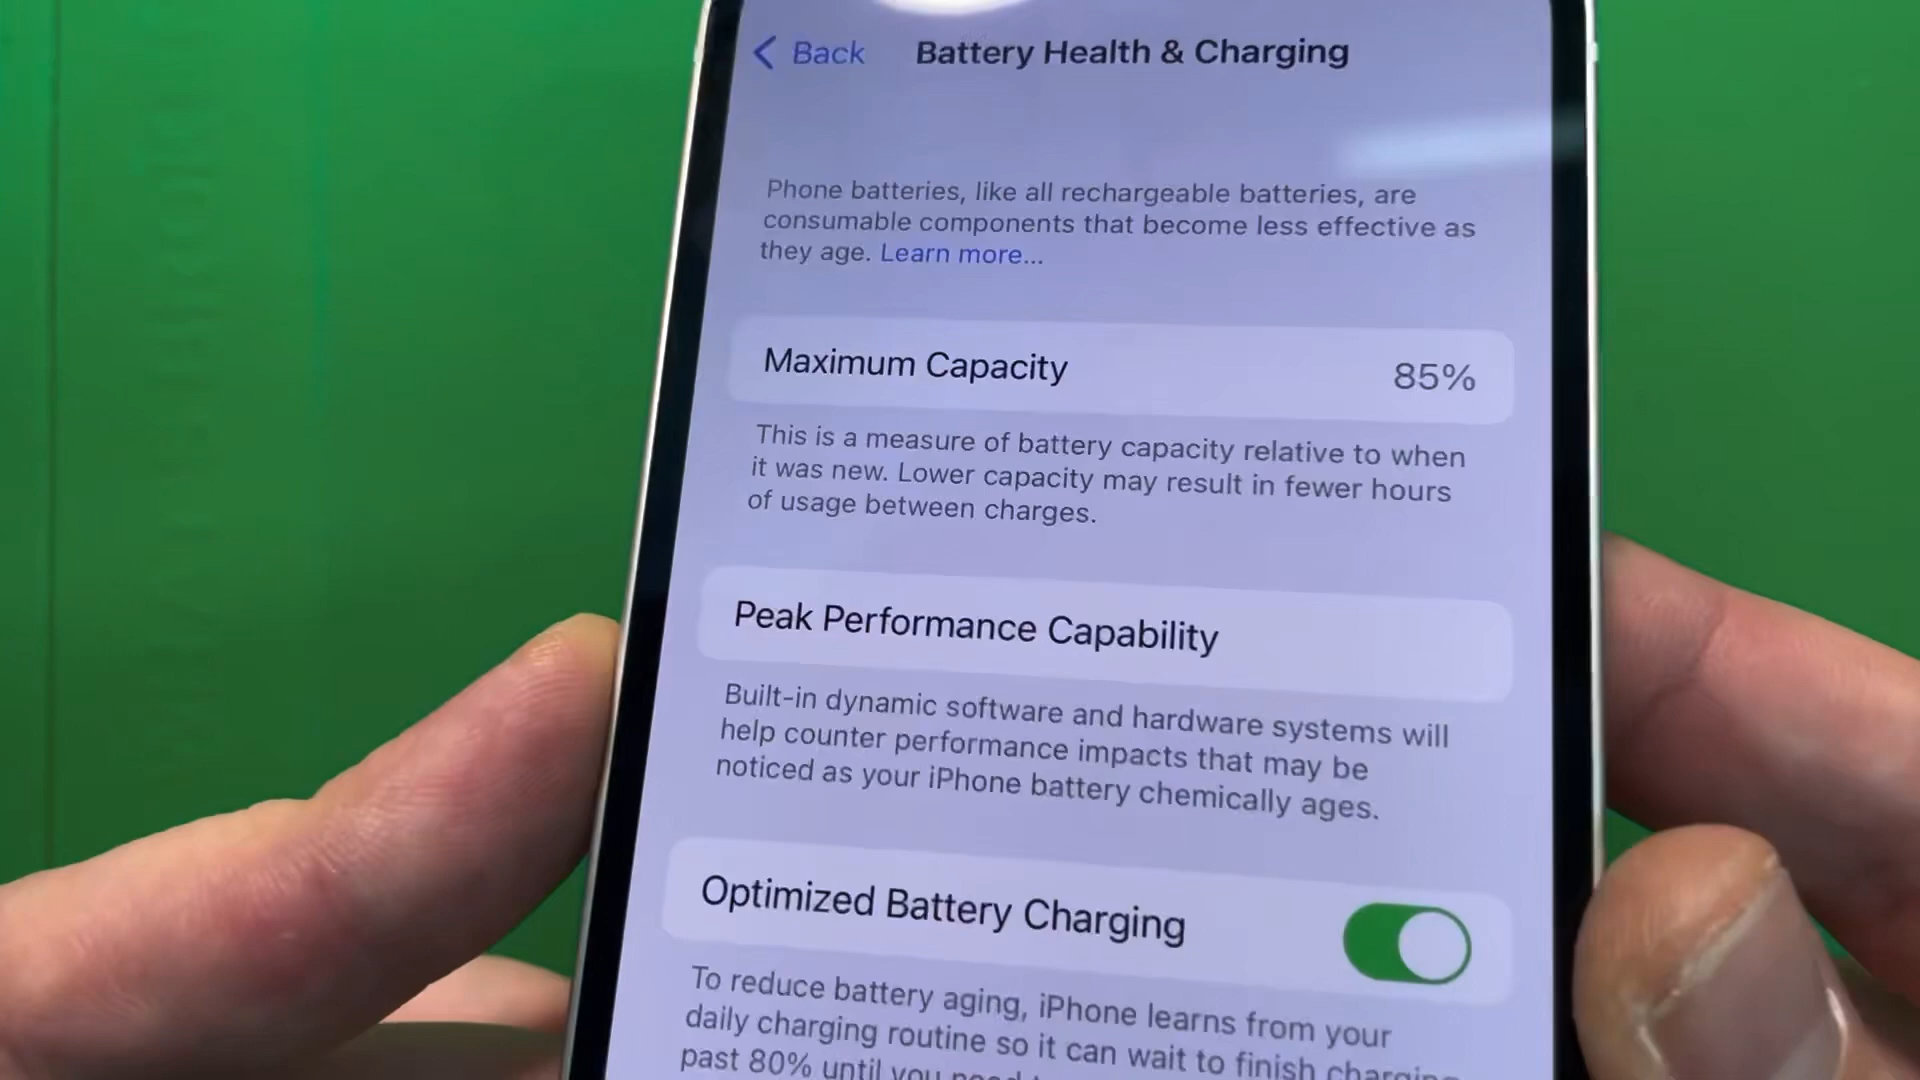 Back Battery Health & Charging
Phone batteries, like all rechargeable batteries, are
consumable components that become less effective as
they age. Learn more...
Maximum Capacity 85%
This is a measure of battery capacity relative to when
it was new. Lower capacity may result in fewer hours
of usage between charges.
Peak Performance Capability
Built-in dynamic software and hardware systems will
help counter performance impacts that may be
noticed as your iPhone battery chemically ages.
Optimized Battery Charging
To reduce battery aging, iPhone learns from your
daily charging routine so it can wait to finish charging
past 80% until you need